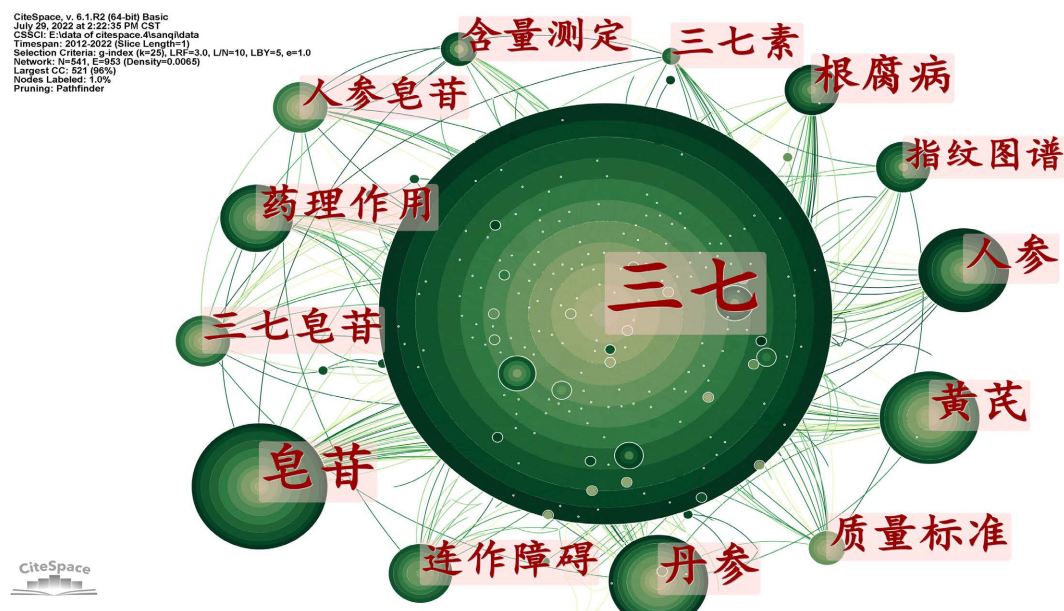 CiteSpace, v. 6.1.R2 (64-bit) Basic
July 29, 2022 at 2:22:35 PM CST
CSSCI: E:\data of citespace.4\sanqi\data
Timespan: 2012-2022 (Slice Length=1)
Selection Criteria: g-index (k=25), LRF=3.0, L/N=10, LBY=5, e=1.0
Network: N=541, E=953 (Density=0.0065)
Largest CC: 521 (96%)
Nodes Labeled: 1.0%
Pruning: Pathfinder
含量测定
三七素
根腐病
人参皂苷
指纹图谱
药理作用
人参
三七
三七皂苷
黄芪
皂苷
质量标准
连作障碍
丹参
CiteSpace